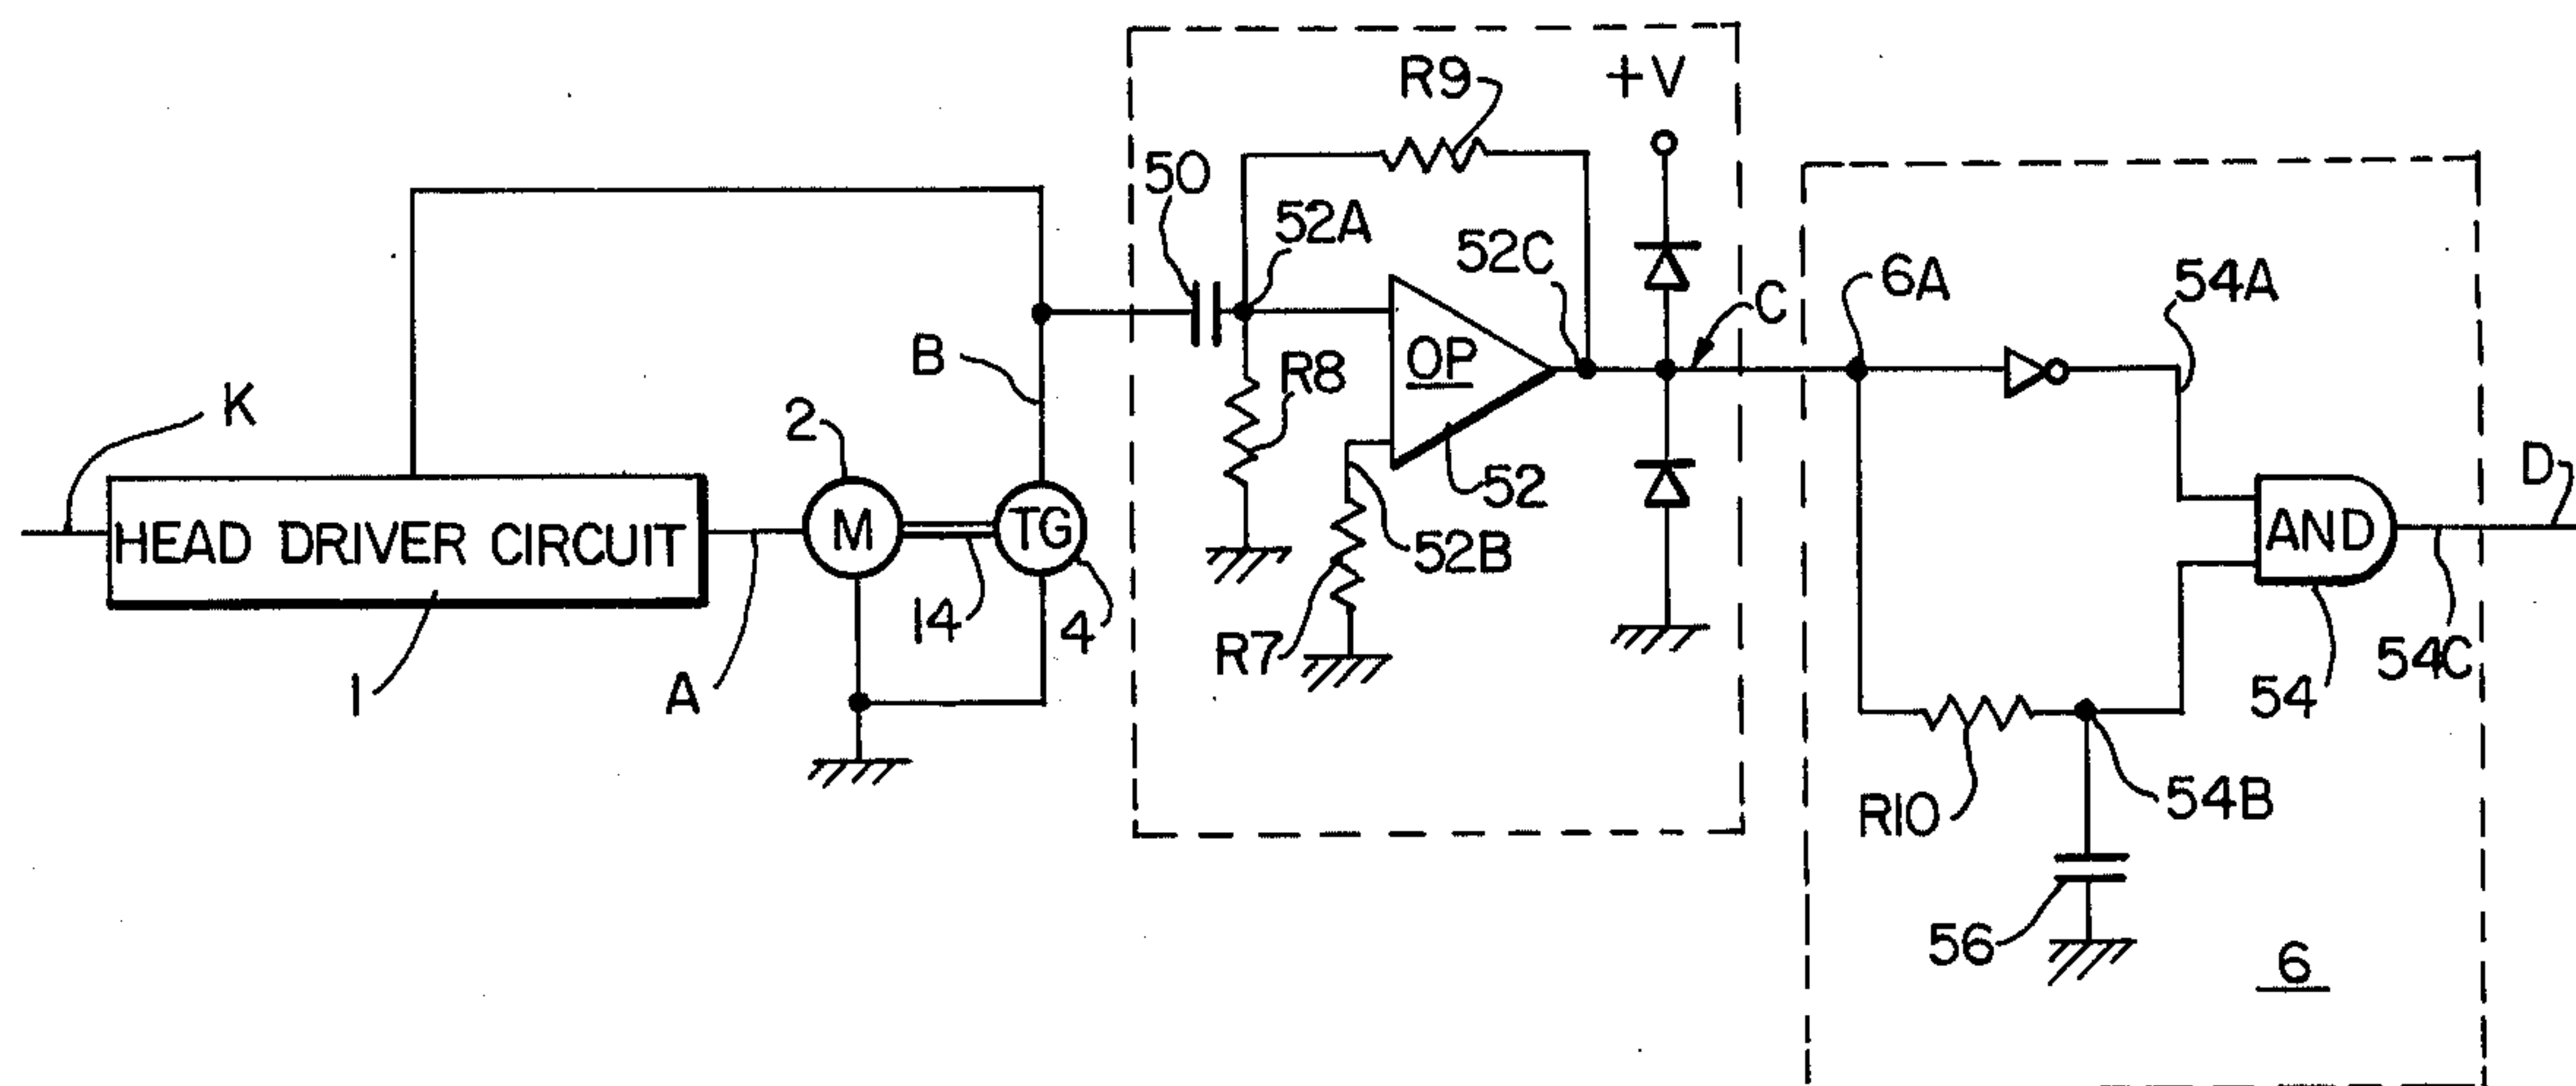 R9
+V
50
52A
52C
C
6A
54A
B
OP
K
R8
2
52
D
HEAD DRIVER CIRCUIT
M
TG
AND
52B
14
4
R7
1
A
54
54C
54B
R10
56
6